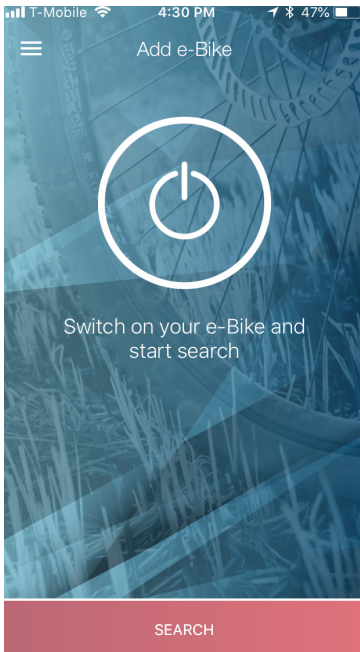 T-Mobile 4:30 PM 47%
Add e-Bike
Switch on your e-Bike and
start search
SEARCH